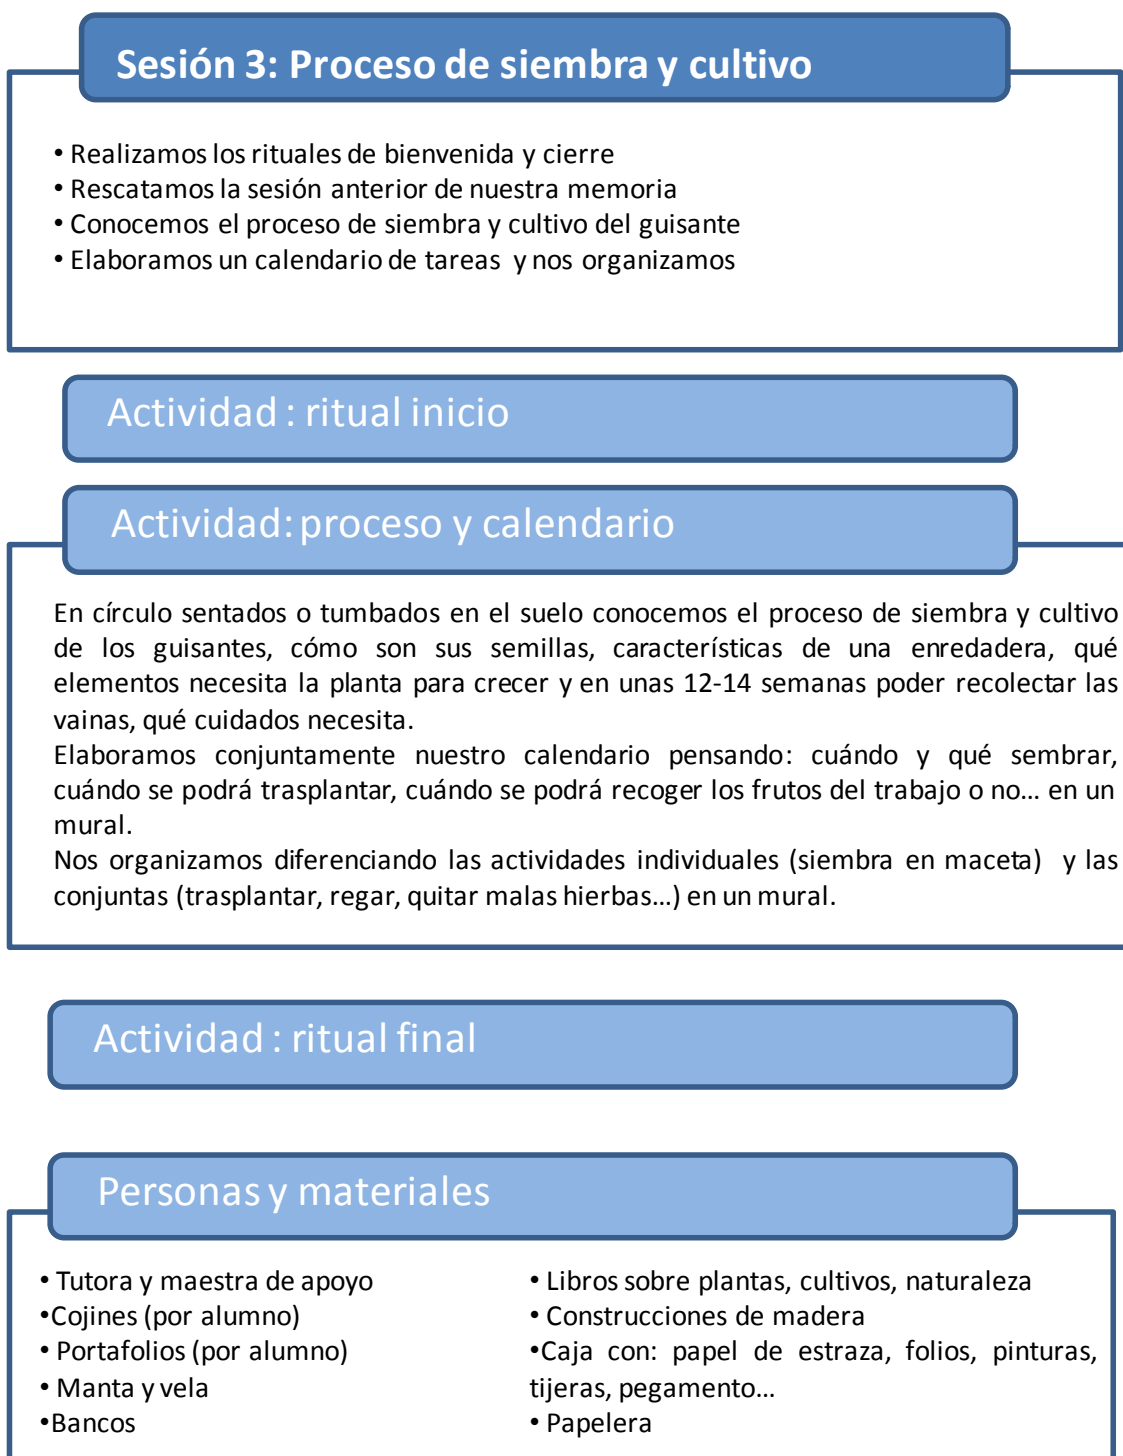 Sesión 3: Proceso de siembra y cultivo
• Realizamos los rituales de bienvenida y cierre
• Rescatamos la sesión anterior de nuestra memoria
• Conocemos el proceso de siembra y cultivo del guisante
• Elaboramos un calendario de tareas y nos organizamos
Actividad : ritual inicio
Actividad: proceso y calendario
En círculo sentados o tumbados en el suelo conocemos el proceso de siembra y cultivo
de los guisantes, cómo son sus semillas, características de una enredadera, qué
elementos necesita la planta para crecer y en unas 12-14 semanas poder recolectar las
vainas, qué cuidados necesita.
Elaboramos conjuntamente nuestro calendario pensando: cuándo y qué sembrar,
cuándo se podrá trasplantar, cuándo se podrá recoger los frutos del trabajo o no... en un
mural.
Nos organizamos diferenciando las actividades individuales (siembra en maceta) y las
conjuntas (trasplantar, regar, quitar malas hierbas...) en un mural.
Actividad : ritual final
Personas y materiales
• Tutora y maestra de apoyo
•Cojines (por alumno)
• Portafolios (por alumno)
• Manta y vela
•Bancos
• Libros sobre plantas, cultivos, naturaleza
• Construcciones de madera
•Caja con: papel de estraza, folios, pinturas,
tijeras, pegamento...
• Papelera